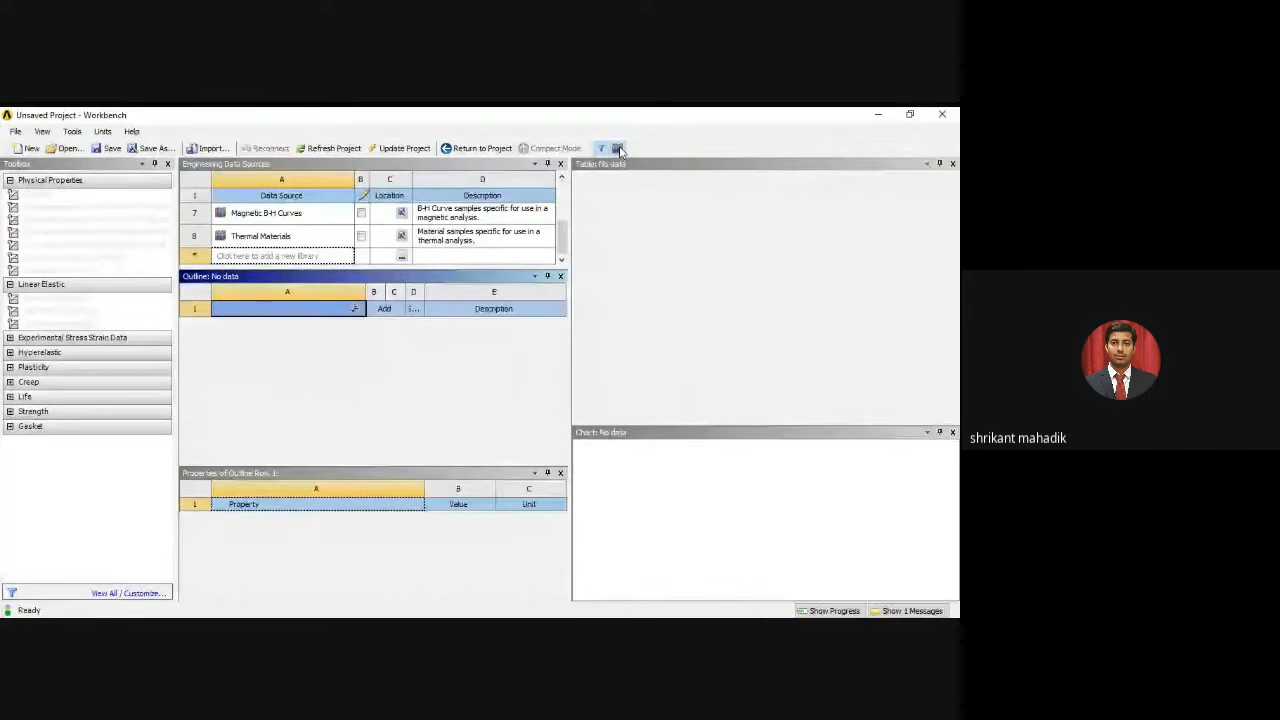 Unsaved Project - Workbench
File View Tools Units Help
New Open... Save Save As... Import... Reconnect Refresh Project Update Project Return to Project Compact Mode
Toolbox
Physical Properties
Linear Elastic
Experimental Stress Strain Data
Hyperelastic
Plasticity
Creep
Life
Strength
Gasket
View All / Customize...
Engineering Data Sources
A B C D
1 Data Source Location Description
7 Magnetic B-H Curves B-H Curve samples specific for use in a magnetic analysis.
8 Thermal Materials Material samples specific for use in a thermal analysis.
* Click here to add a new library ...
Outline: No data
A B C D E
1 Add Description
Properties of Outline Row 1:
A B C
1 Property Value Unit
Table: No data
Chart: No data
Ready
Show Progress Show 1 Messages
shrikant mahadik